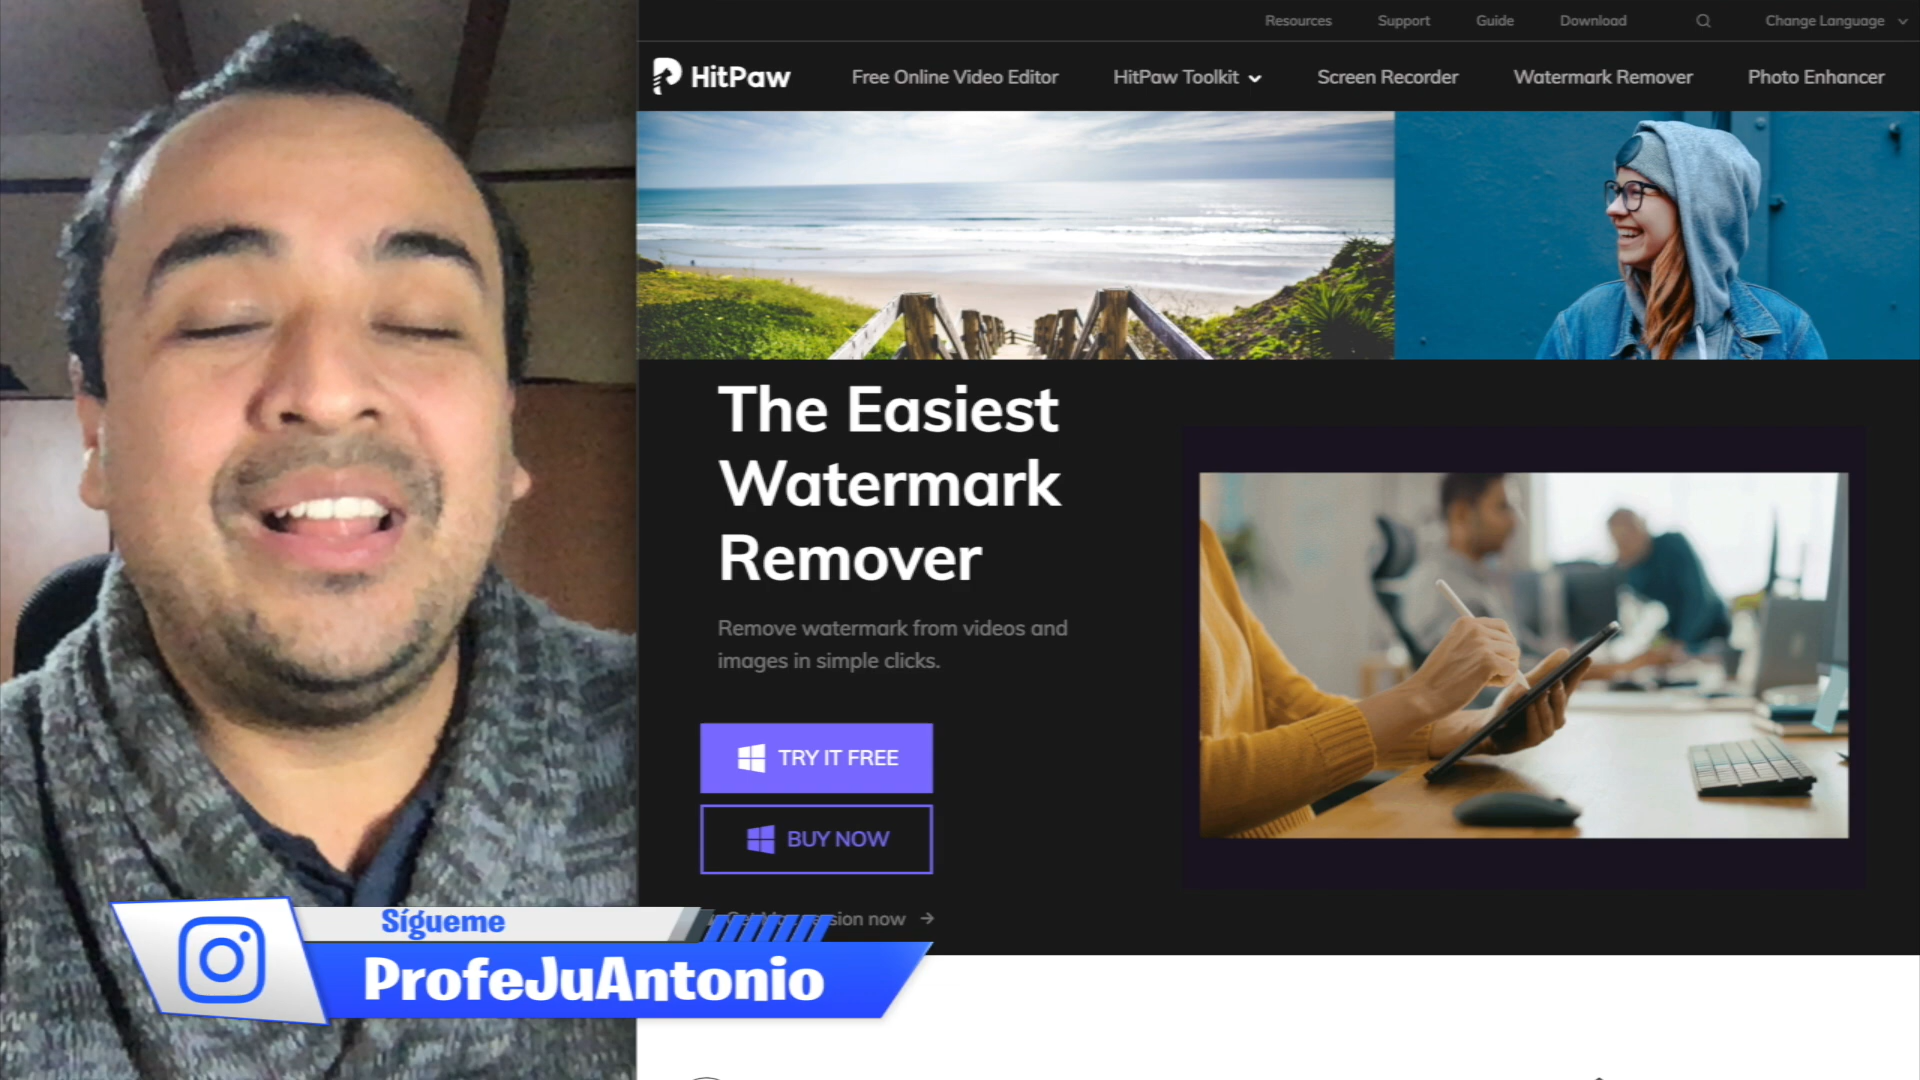 Resources Support Guide Download Change Language
HitPaw Free Online Video Editor HitPaw Toolkit Screen Recorder Watermark Remover Photo Enhancer
The Easiest
Watermark
Remover
Remove watermark from videos and
images in simple clicks.
TRY IT FREE
BUY NOW
now
Sígueme
ProfeJuAntonio